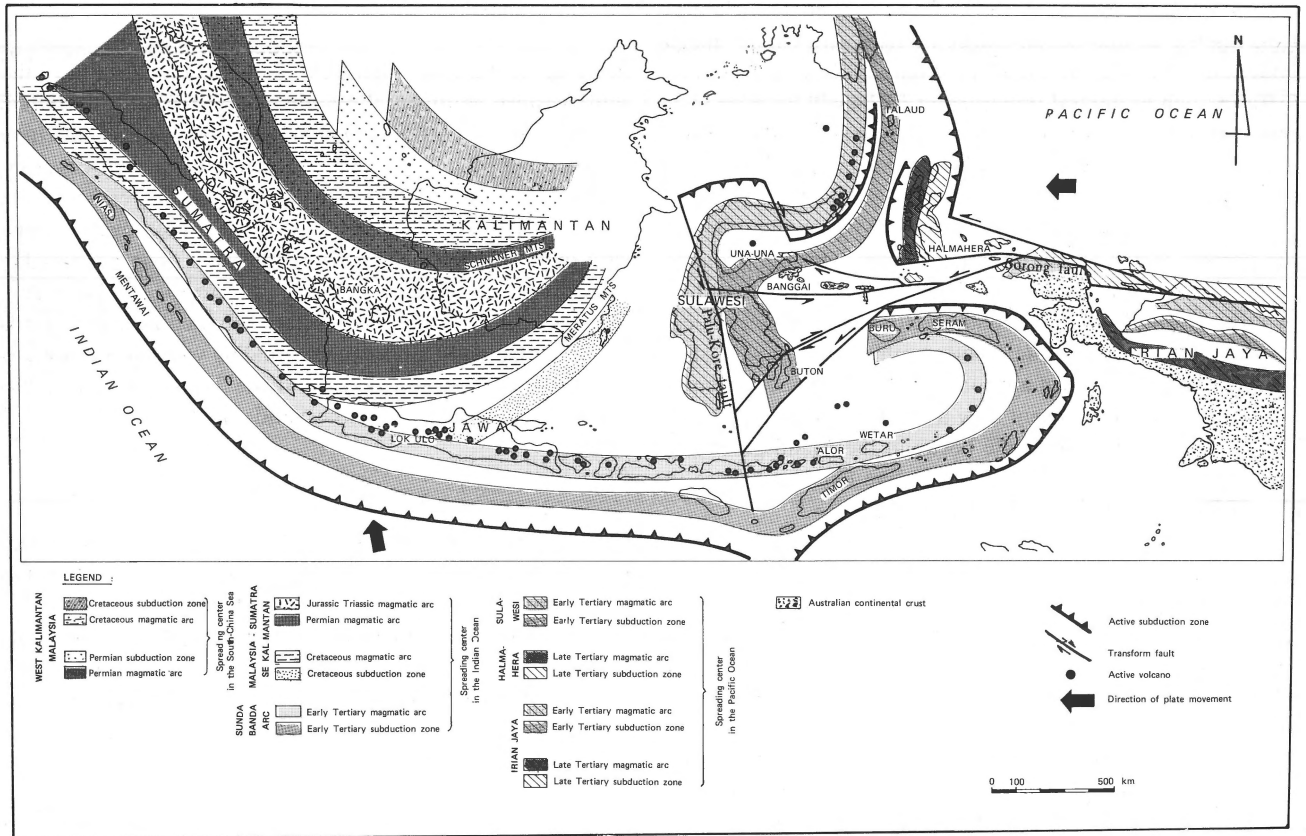 N
PACIFIC OCEAN
TALAUD
NIAS
SUMATRA
KALIMANTAN
SCHWANER MTS
HALMAHERA
UNA-UNA
Sorong fault
BANGKA
BANGGAI
MENTAWAI
SULAWESI
MERATUS MTS
Palu-Koro fault
BURU
SERAM
IRIAN JAYA
INDIAN OCEAN
BUTON
JAWA
LOK ULO
WETAR
ALOR
TIMOR
LEGEND :
WEST KALIMANTAN
MALAYSIA
Cretaceous subduction zone
Cretaceous magmatic arc
Permian subduction zone
Permian magmatic arc
Spreading center
in the South-China Sea
MALAYSIA - SUMATRA
SE KALIMANTAN
Jurassic Triassic magmatic arc
Permian magmatic arc
Cretaceous magmatic arc
Cretaceous subduction zone
SUNDA
BANDA
ARC
Early Tertiary magmatic arc
Early Tertiary subduction zone
Spreading center
in the Indian Ocean
SULA-
WESI
Early Tertiary magmatic arc
Early Tertiary subduction zone
HALMA-
HERA
Late Tertiary magmatic arc
Late Tertiary subduction zone
IRIAN JAYA
Early Tertiary magmatic arc
Early Tertiary subduction zone
Late Tertiary magmatic arc
Late Tertiary subduction zone
Spreading center
in the Pacific Ocean
Australian continental crust
Active subduction zone
Transform fault
Active volcano
Direction of plate movement
0 100 500 km